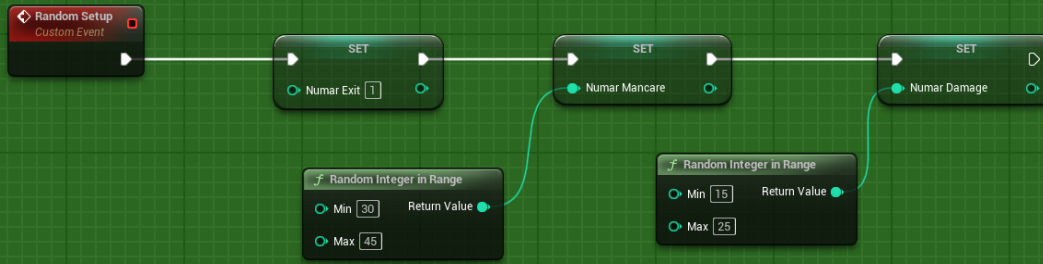 Random Setup
Custom Event
SET
Numar Exit 1
SET
Numar Mancare
SET
Numar Damage
f Random Integer in Range
Min 30 Return Value
Max 45
f Random Integer in Range
Min 15 Return Value
Max 25